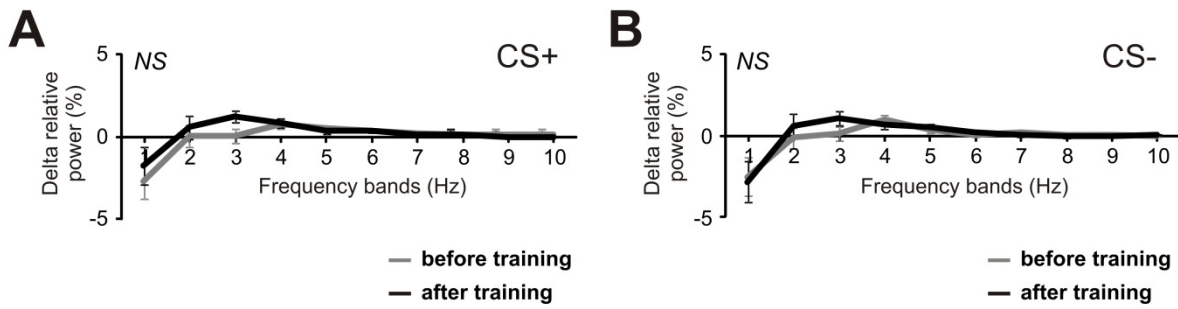 A
CS+
NS
Delta relative
power (%)
5
0
-5
1 2 3 4 5 6 7 8 9 10
Frequency bands (Hz)
before training
after training
B
CS-
NS
Delta relative
power (%)
5
0
-5
1 2 3 4 5 6 7 8 9 10
Frequency bands (Hz)
before training
after training